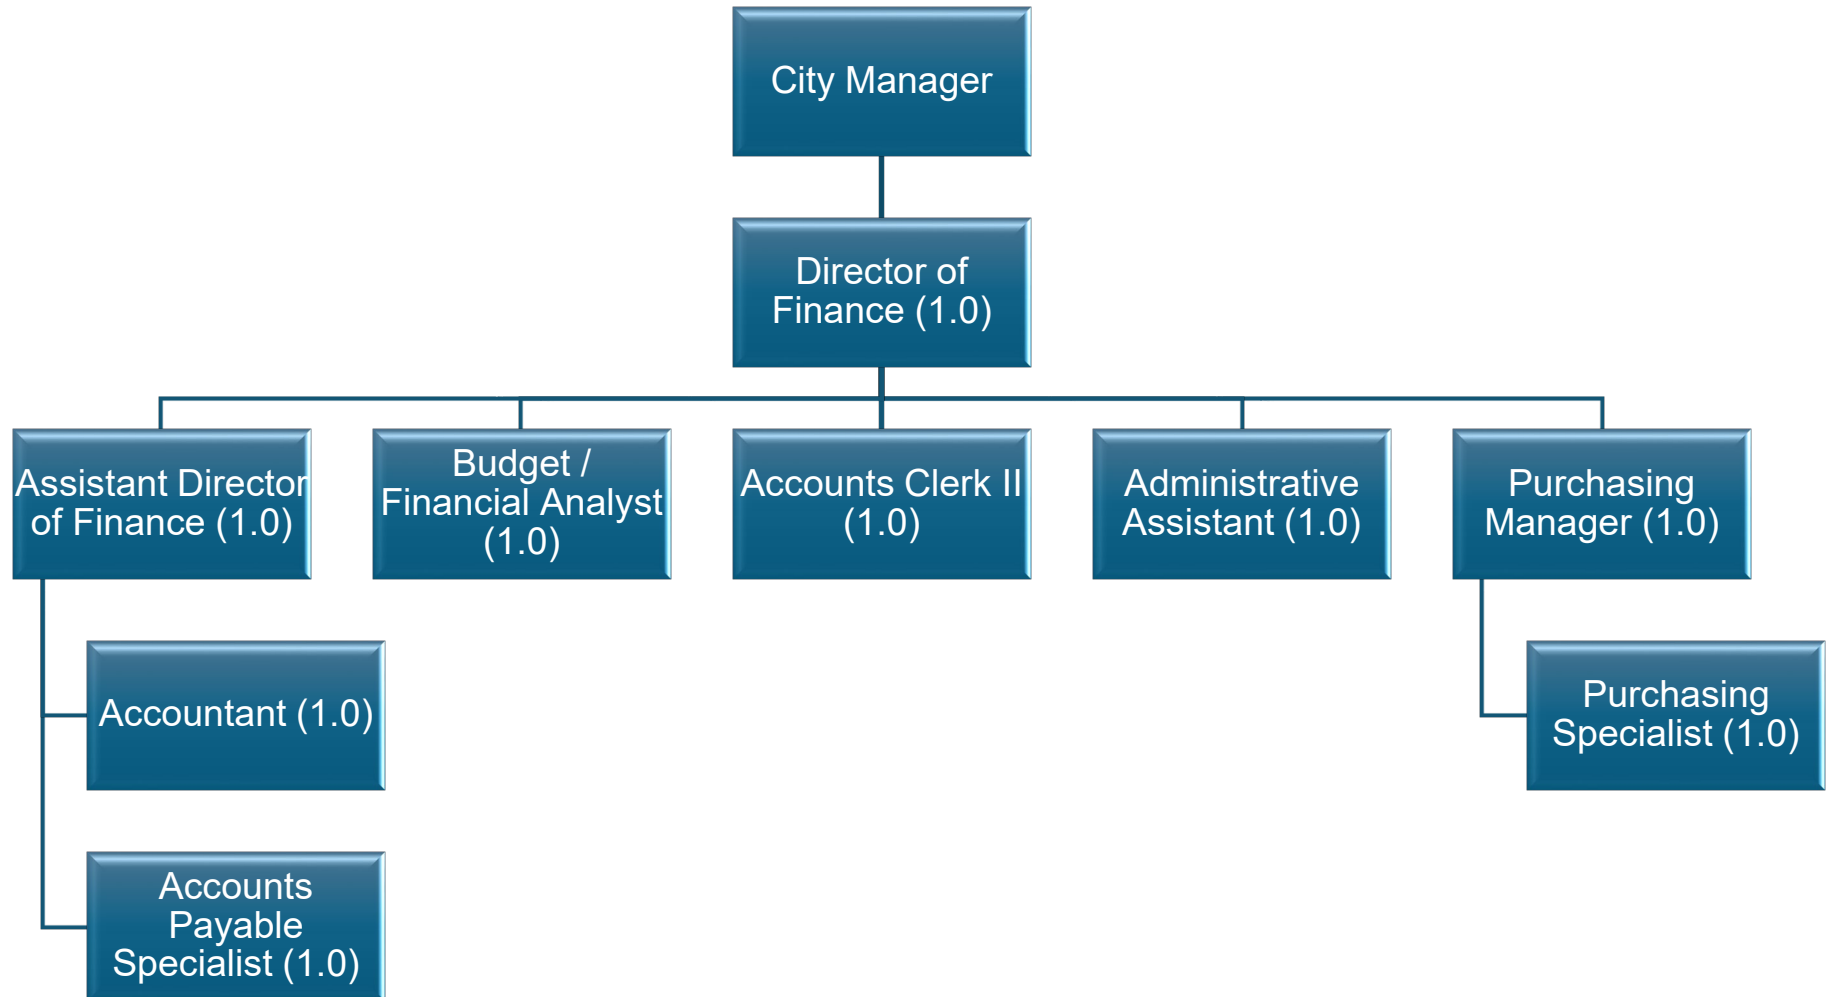 City Manager
Director of
Finance (1.0)
Assistant Director
of Finance (1.0)
Budget /
Financial Analyst
(1.0)
Accounts Clerk II
(1.0)
Administrative
Assistant (1.0)
Purchasing
Manager (1.0)
Accountant (1.0)
Accounts
Payable
Specialist (1.0)
Purchasing
Specialist (1.0)